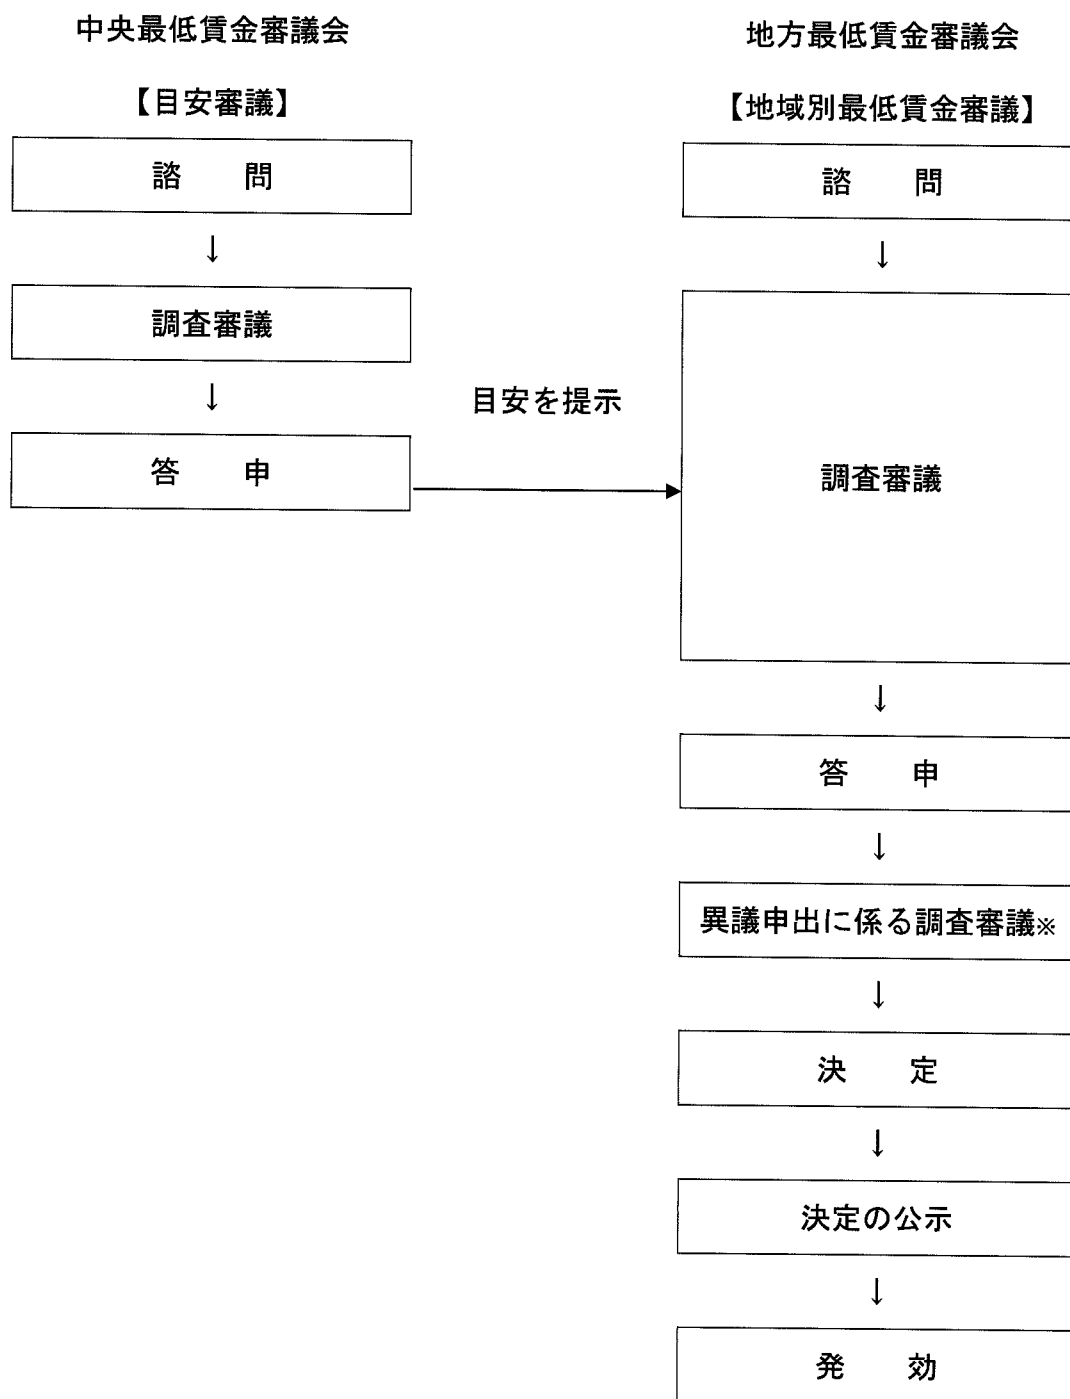 中央最低賃金審議会
【目安審議】
諮問
↓
調査審議
↓
答申
目安を提示
地方最低賃金審議会
【地域別最低賃金審議】
諮問
↓
調査審議
↓
答申
↓
異議申出に係る調査審議※
↓
決定
↓
決定の公示
↓
発効